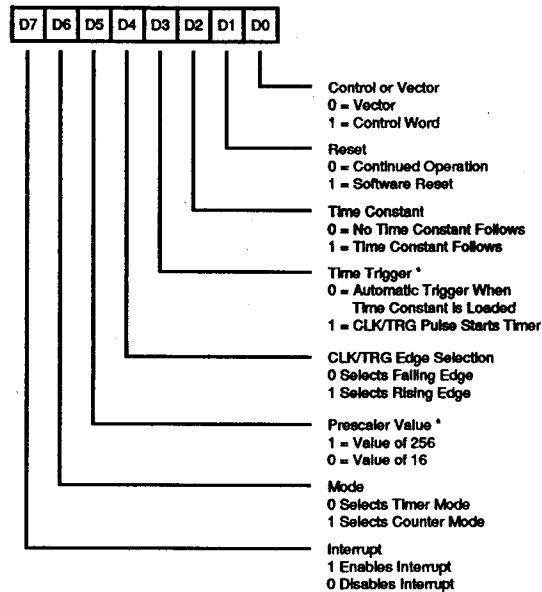 D7 D6 D5 D4 D3 D2 D1 D0
Control or Vector
0 = Vector
1 = Control Word
Reset
0 = Continued Operation
1 = Software Reset
Time Constant
0 = No Time Constant Follows
1 = Time Constant Follows
Time Trigger *
0 = Automatic Trigger When
Time Constant is Loaded
1 = CLK/TRG Pulse Starts Timer
CLK/TRG Edge Selection
0 Selects Falling Edge
1 Selects Rising Edge
Prescaler Value *
1 = Value of 256
0 = Value of 16
Mode
0 Selects Timer Mode
1 Selects Counter Mode
Interrupt
1 Enables Interrupt
0 Disables Interrupt